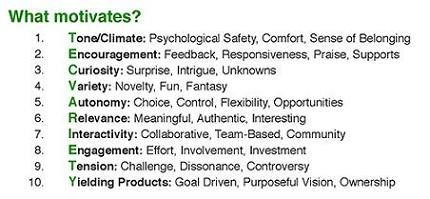 What motivates?
1. Tone/Climate: Psychological Safety, Comfort, Sense of Belonging
2. Encouragement: Feedback, Responsiveness, Praise, Supports
3. Curiosity: Surprise, Intrigue, Unknowns
4. Variety: Novelty, Fun, Fantasy
5. Autonomy: Choice, Control, Flexibility, Opportunities
6. Relevance: Meaningful, Authentic, Interesting
7. Interactivity: Collaborative, Team-Based, Community
8. Engagement: Effort, Involvement, Investment
9. Tension: Challenge, Dissonance, Controversy
10. Yielding Products: Goal Driven, Purposeful Vision, Ownership